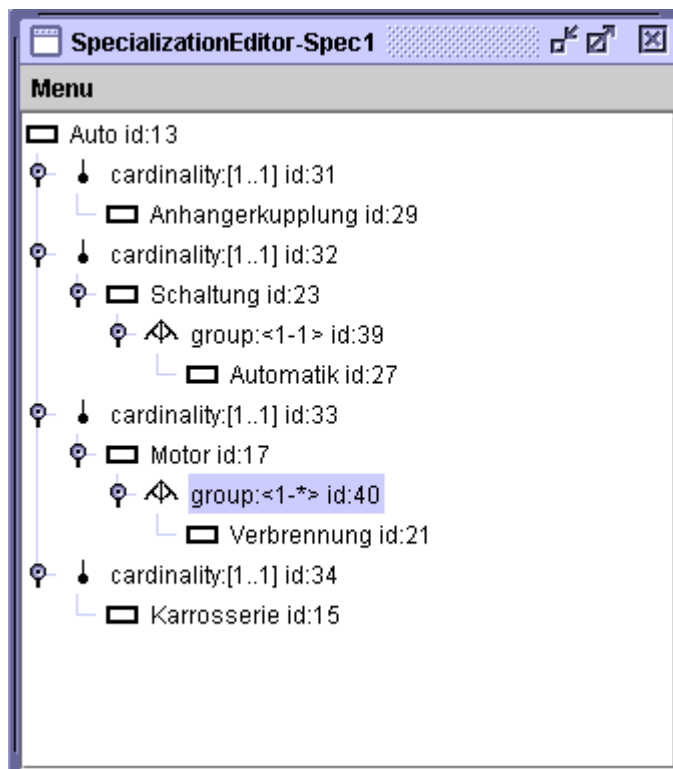 SpecializationEditor-Spec1
Menu
Auto id:13
cardinality:[1..1] id:31
Anhangerkupplung id:29
cardinality:[1..1] id:32
Schaltung id:23
group:<1-1> id:39
Automatik id:27
cardinality:[1..1] id:33
Motor id:17
group:<1-*> id:40
Verbrennung id:21
cardinality:[1..1] id:34
Karrosserie id:15